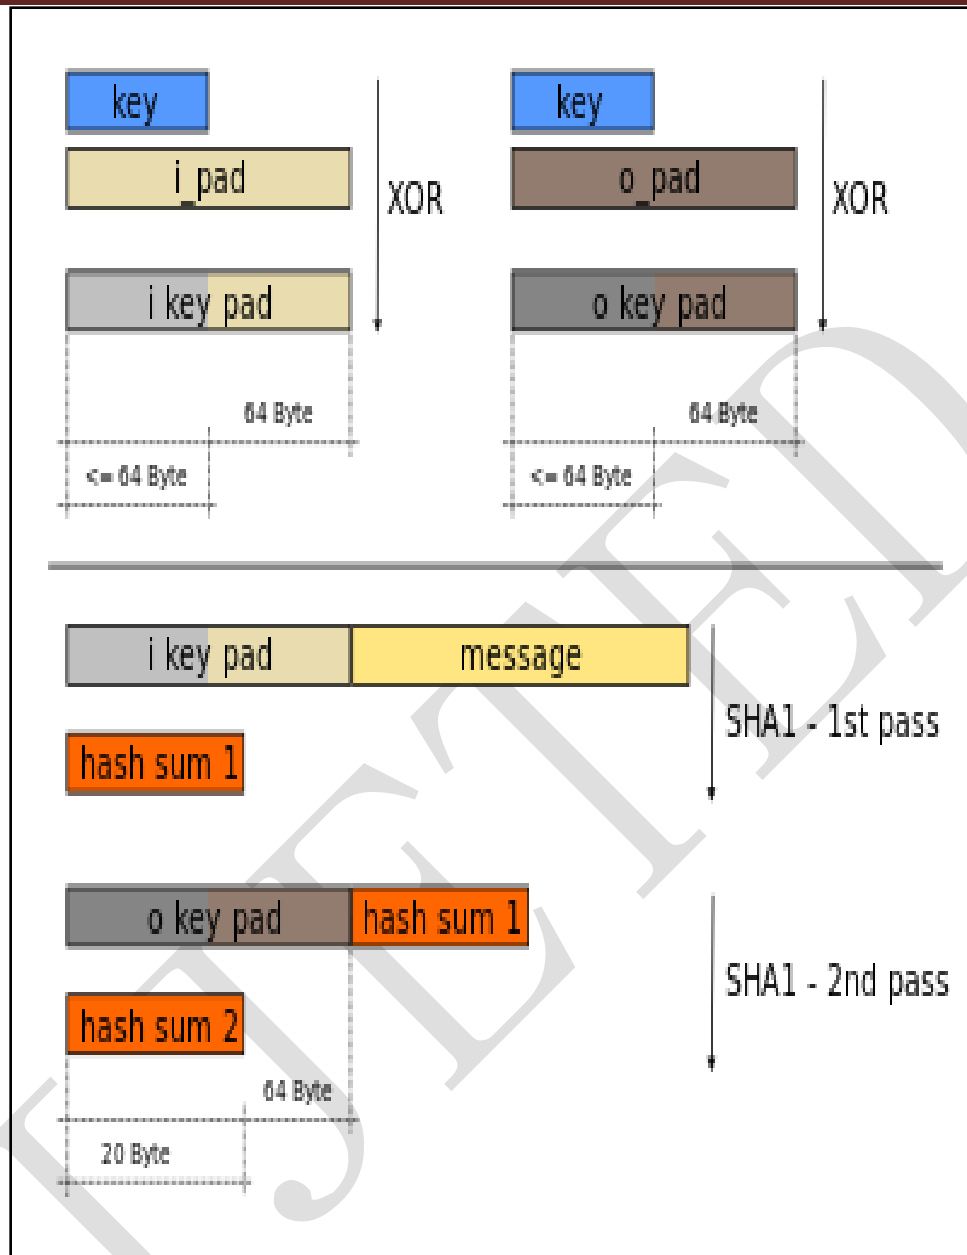 key key
i_pad o_pad
XOR XOR
i key pad o key pad
64 Byte 64 Byte
<= 64 Byte <= 64 Byte
i key pad message
SHA1 - 1st pass
hash sum 1
o key pad hash sum 1
SHA1 - 2nd pass
hash sum 2
64 Byte
20 Byte
IJETED